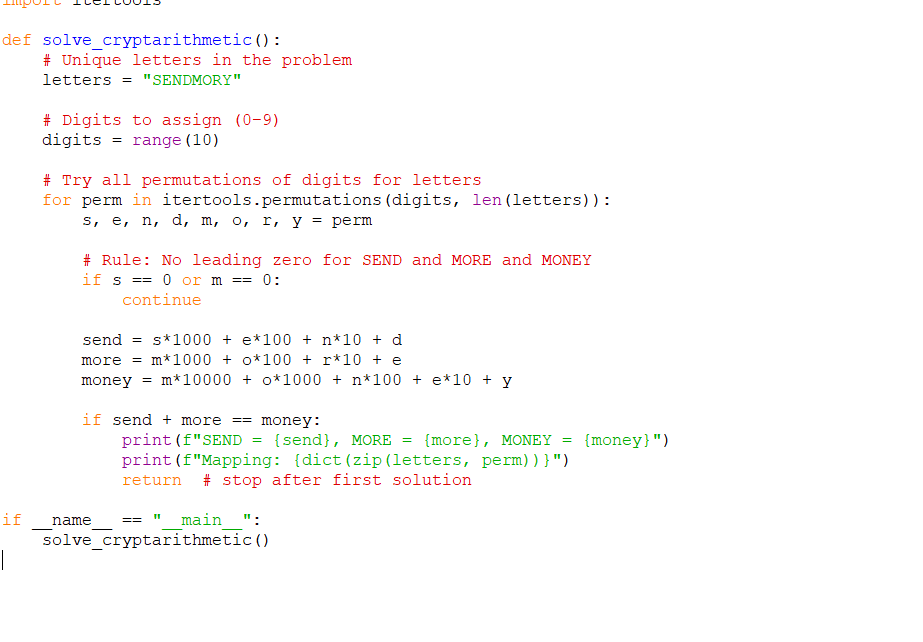 import itertools

def solve_cryptarithmetic():
    # Unique letters in the problem
    letters = "SENDMORY"

    # Digits to assign (0-9)
    digits = range(10)

    # Try all permutations of digits for letters
    for perm in itertools.permutations(digits, len(letters)):
        s, e, n, d, m, o, r, y = perm

        # Rule: No leading zero for SEND and MORE and MONEY
        if s == 0 or m == 0:
            continue

        send = s*1000 + e*100 + n*10 + d
        more = m*1000 + o*100 + r*10 + e
        money = m*10000 + o*1000 + n*100 + e*10 + y

        if send + more == money:
            print(f"SEND = {send}, MORE = {more}, MONEY = {money}")
            print(f"Mapping: {dict(zip(letters, perm))}")
            return  # stop after first solution

if __name__ == "__main__":
    solve_cryptarithmetic()